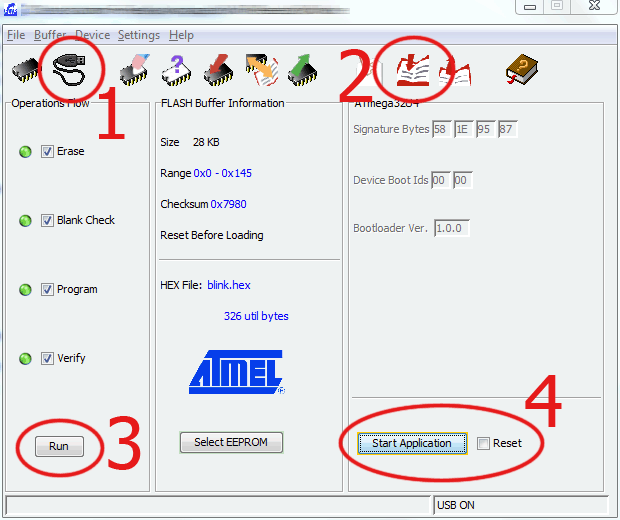 File Buffer Device Settings Help
1
2
Operations Flow
Erase
Blank Check
Program
Verify
Run
3
FLASH Buffer Information
Size 28 KB
Range 0x0 - 0x145
Checksum 0x7980
Reset Before Loading
HEX File: blink.hex
326 util bytes
ATMEL
®
Select EEPROM
ATmega32U4
Signature Bytes 58 1E 95 87
Device Boot Ids 00 00
Bootloader Ver. 1.0.0
4
Start Application Reset
USB ON